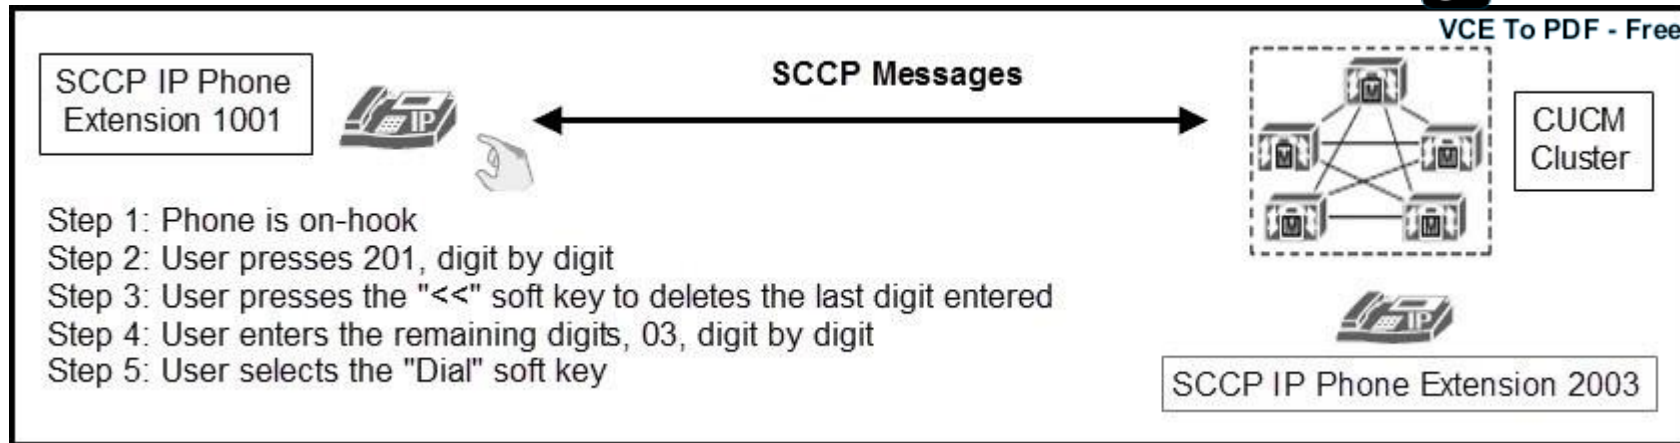 VCE To PDF - Free
SCCP IP Phone
Extension 1001
IP
SCCP Messages
M
M
M
M
M
CUCM
Cluster
Step 1: Phone is on-hook
Step 2: User presses 201, digit by digit
Step 3: User presses the "<<" soft key to deletes the last digit entered
Step 4: User enters the remaining digits, 03, digit by digit
Step 5: User selects the "Dial" soft key
IP
SCCP IP Phone Extension 2003